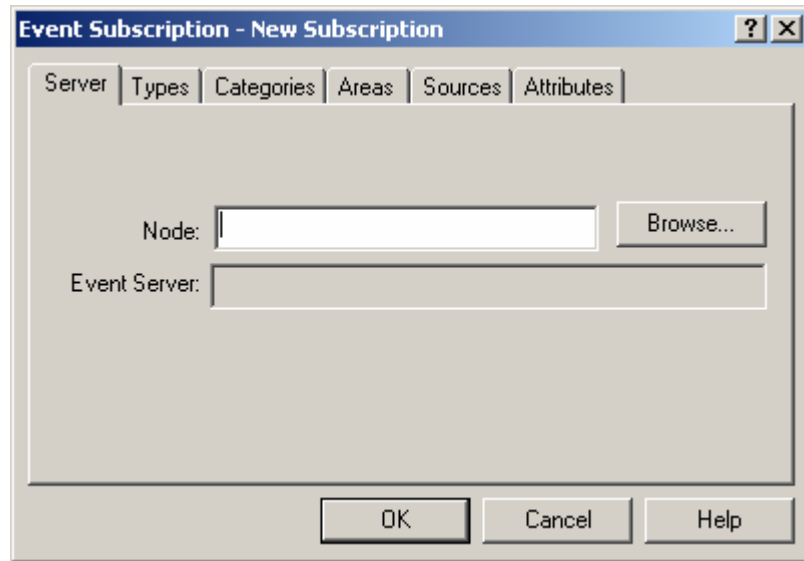 Event Subscription - New Subscription
Server Types Categories Areas Sources Attributes
Node: Browse...
Event Server:
OK Cancel Help